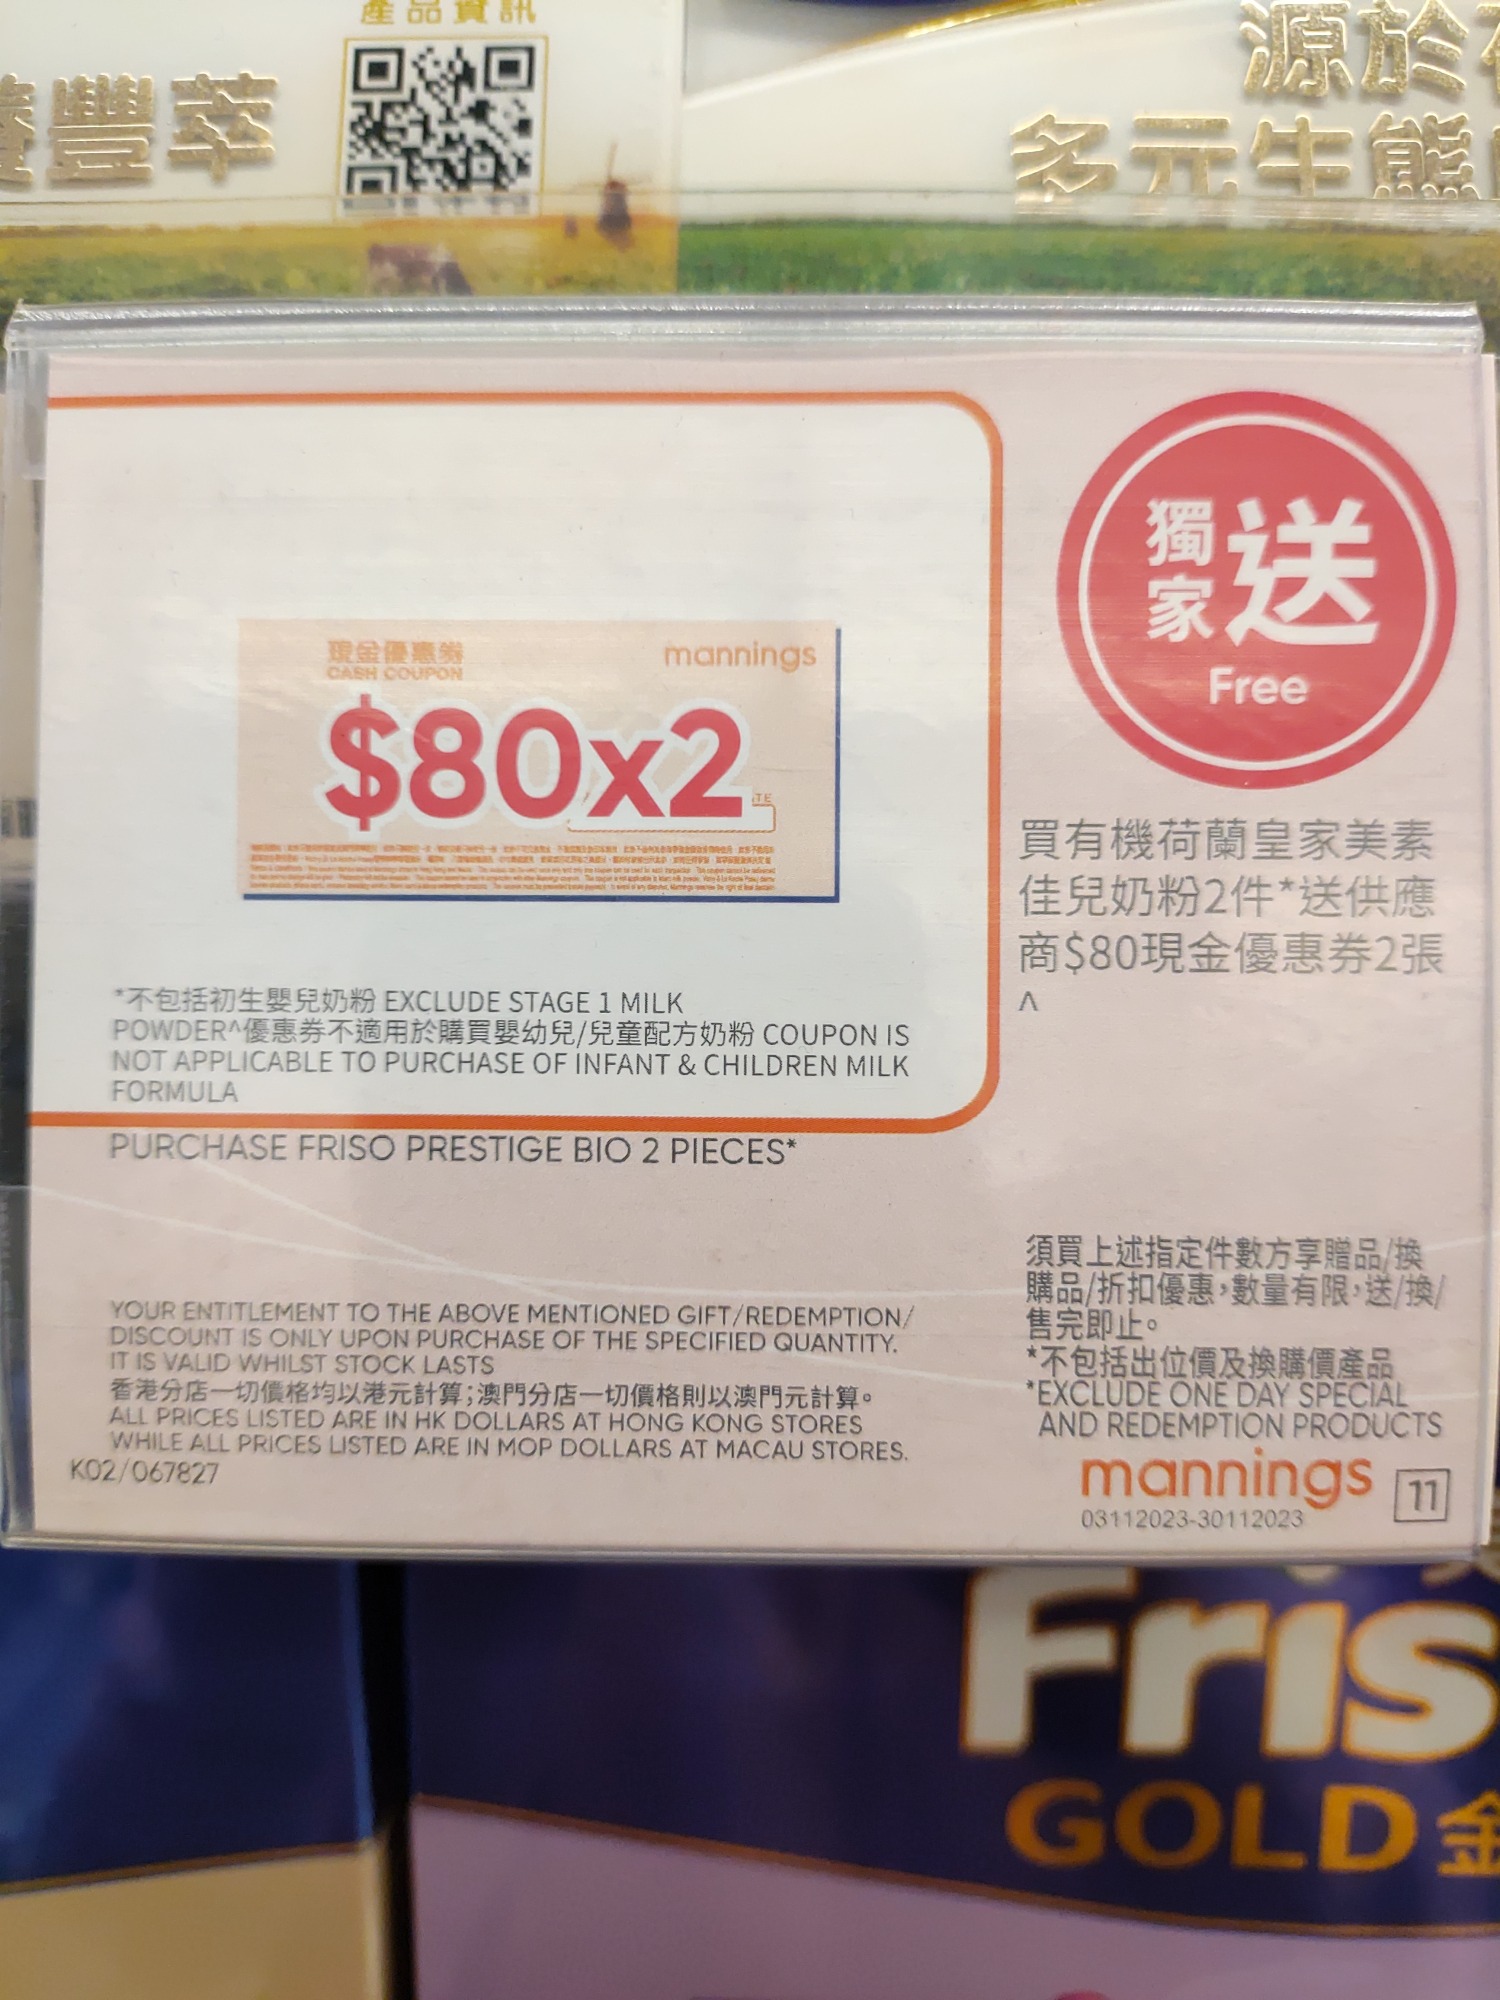 產品資訊
豐萃
源於
多元牛熊
獨家 送
Free
現金優惠券
CASH COUPON
mannings
$80x2
買有機荷蘭皇家美素
佳兒奶粉2件*送供應
商$80現金優惠券2張
^
*不包括初生嬰兒奶粉 EXCLUDE STAGE 1 MILK
POWDER^優惠券不適用於購買嬰幼兒/兒童配方奶粉 COUPON IS
NOT APPLICABLE TO PURCHASE OF INFANT & CHILDREN MILK
FORMULA
PURCHASE FRISO PRESTIGE BIO 2 PIECES*
YOUR ENTITLEMENT TO THE ABOVE MENTIONED GIFT/REDEMPTION/
DISCOUNT IS ONLY UPON PURCHASE OF THE SPECIFIED QUANTITY.
IT IS VALID WHILST STOCK LASTS
香港分店一切價格均以港元計算;澳門分店一切價格則以澳門元計算。
ALL PRICES LISTED ARE IN HK DOLLARS AT HONG KONG STORES
WHILE ALL PRICES LISTED ARE IN MOP DOLLARS AT MACAU STORES.
K02/067827
須買上述指定件數方享贈品/換
購品/折扣優惠,數量有限,送/換/
售完即止。
*不包括出位價及換購價產品
*EXCLUDE ONE DAY SPECIAL
AND REDEMPTION PRODUCTS
mannings
03112023-30112023
11
Fris
GOLD 金